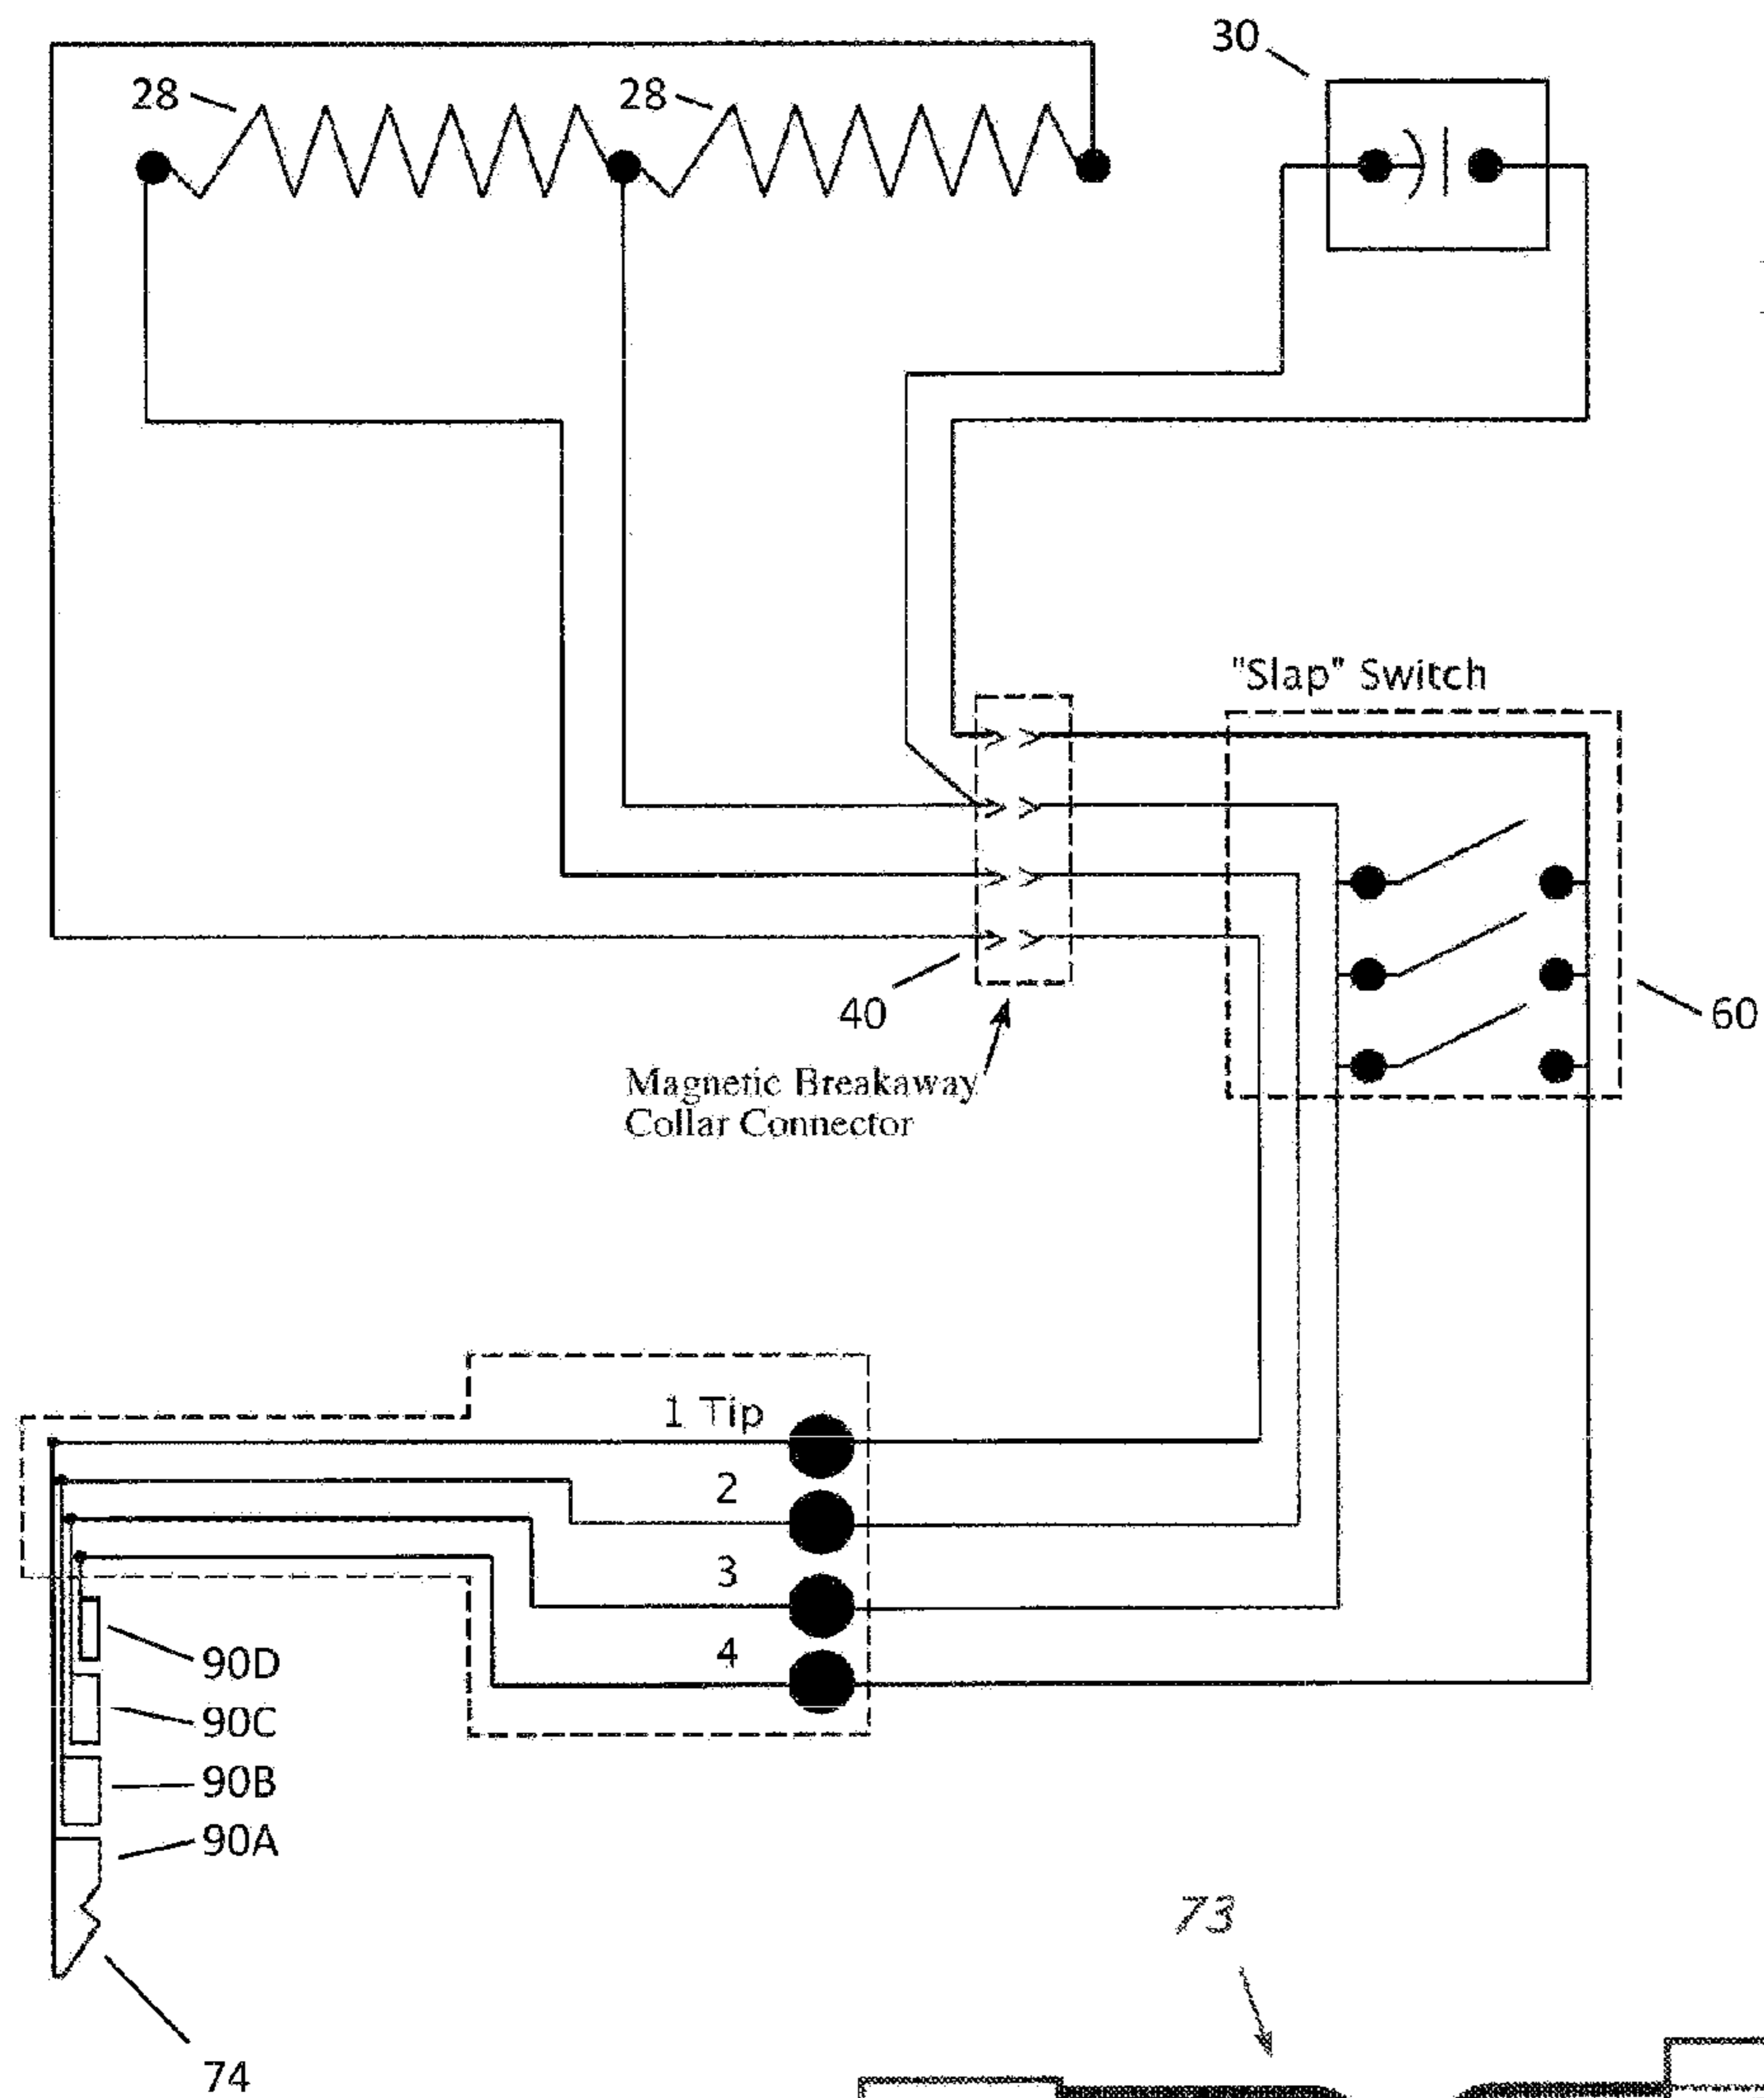 30
28
28
"Slap" Switch
40
60
Magnetic Breakaway
Collar Connector
1 Tip
2
3
4
90D
90C
90B
90A
73
74